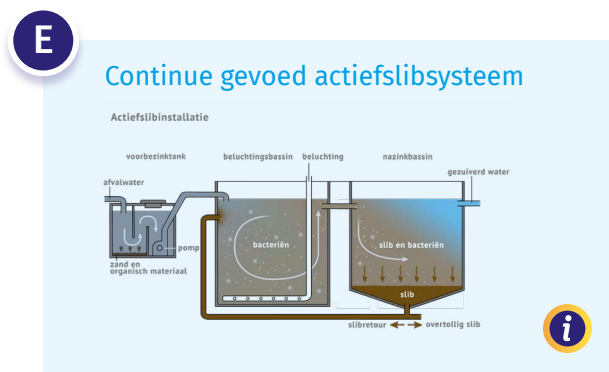 E
Continue gevoed actiefslibsysteem
Actiefslibinstallatie
voorbezinktank
beluchtingsbassin
beluchting
nazinkbassin
afvalwater
gezuiverd water
bacteriën
slib en bacteriën
pomp
zand en
organisch materiaal
slib
slibretour
overtollig slib
i